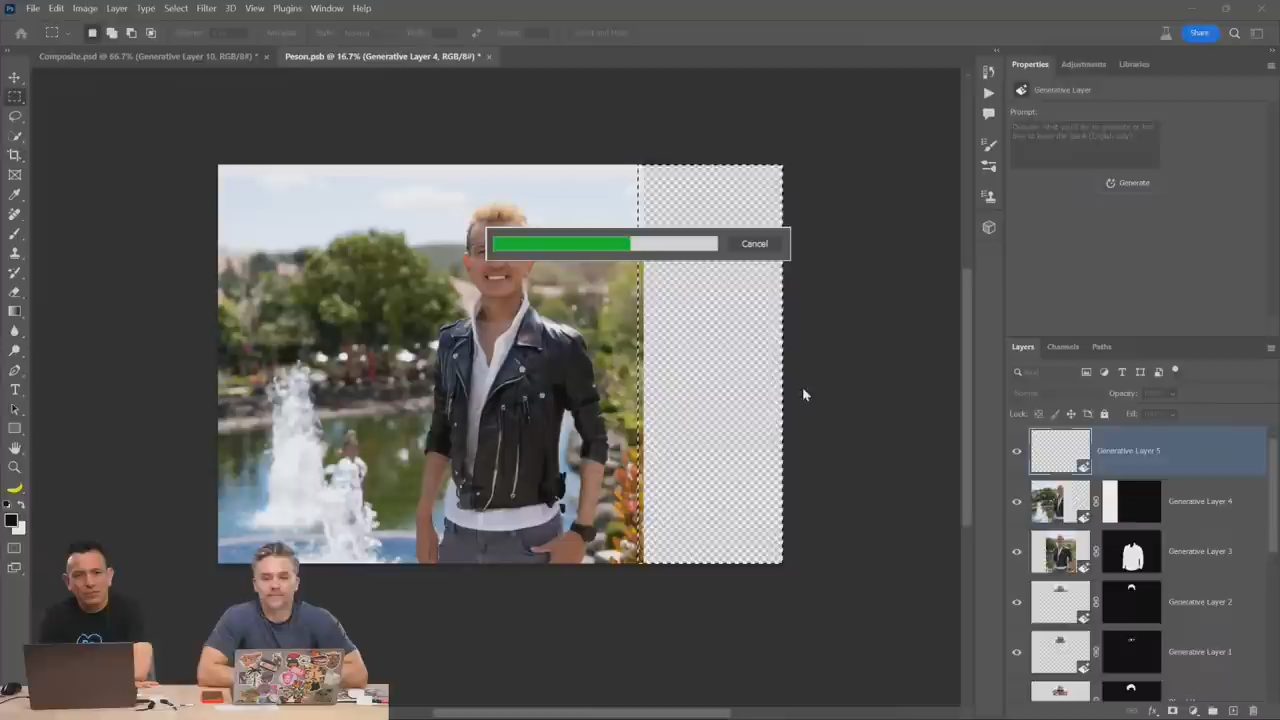 Ps File Edit Image Layer Type Select Filter 3D View Plugins Window Help
Share
Composite.psd @ 66.7% (Generative Layer 10, RGB/8#) * × Peson.psb @ 16.7% (Generative Layer 4, RGB/8#) * ×
Properties Adjustments Libraries
Generative Layer
Prompt:
Generate
Cancel
Layers Channels Paths
Opacity:
Lock: Fill:
Generative Layer 5
Generative Layer 4
Generative Layer 3
Generative Layer 2
Generative Layer 1